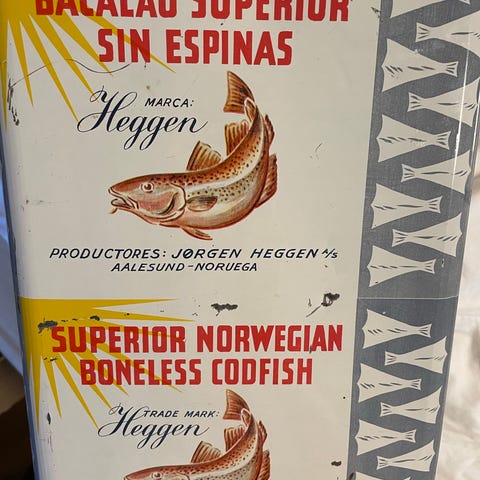 BACALAO SUPERIOR
SIN ESPINAS
MARCA:
Heggen
PRODUCTORES: JØRGEN HEGGEN A/S
AALESUND-NORUEGA
SUPERIOR NORWEGIAN
BONELESS CODFISH
TRADE MARK:
Heggen